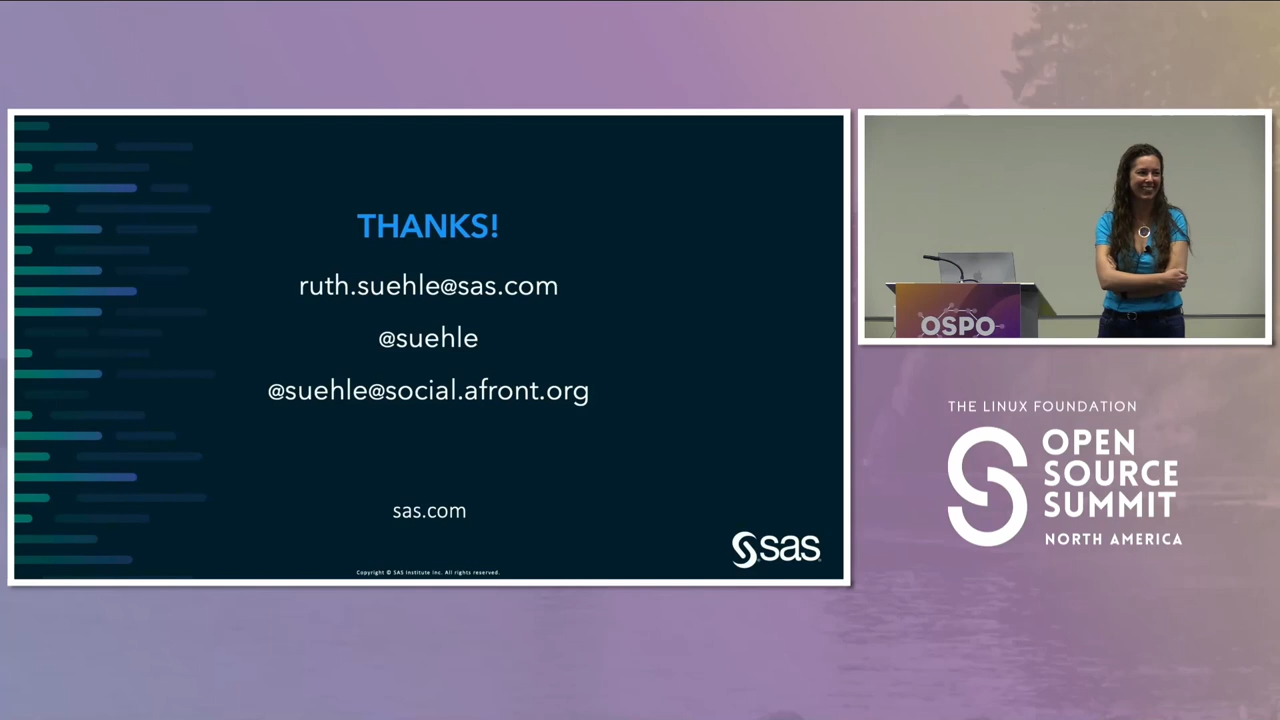 THANKS!
ruth.suehle@sas.com
@suehle
@suehle@social.afront.org
sas.com
sas
Copyright © SAS Institute Inc. All rights reserved.
OSPO
THE LINUX FOUNDATION
OPEN
SOURCE
SUMMIT
NORTH AMERICA